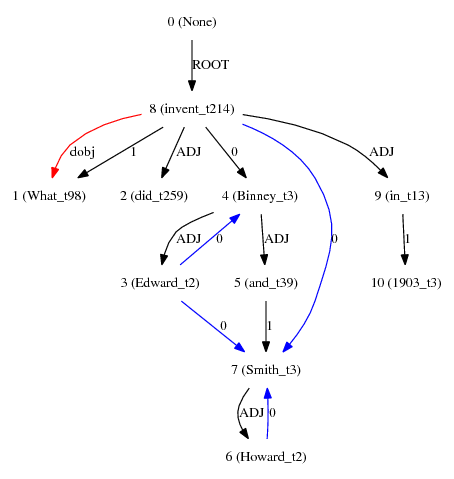 0 (None)
ROOT
8 (invent_t214)
dobj 1 ADJ 0 ADJ
1 (What_t98) 2 (did_t259) 4 (Binney_t3) 9 (in_t13)
ADJ 0 ADJ 0 1
3 (Edward_t2) 5 (and_t39) 10 (1903_t3)
0 1
7 (Smith_t3)
ADJ 0
6 (Howard_t2)